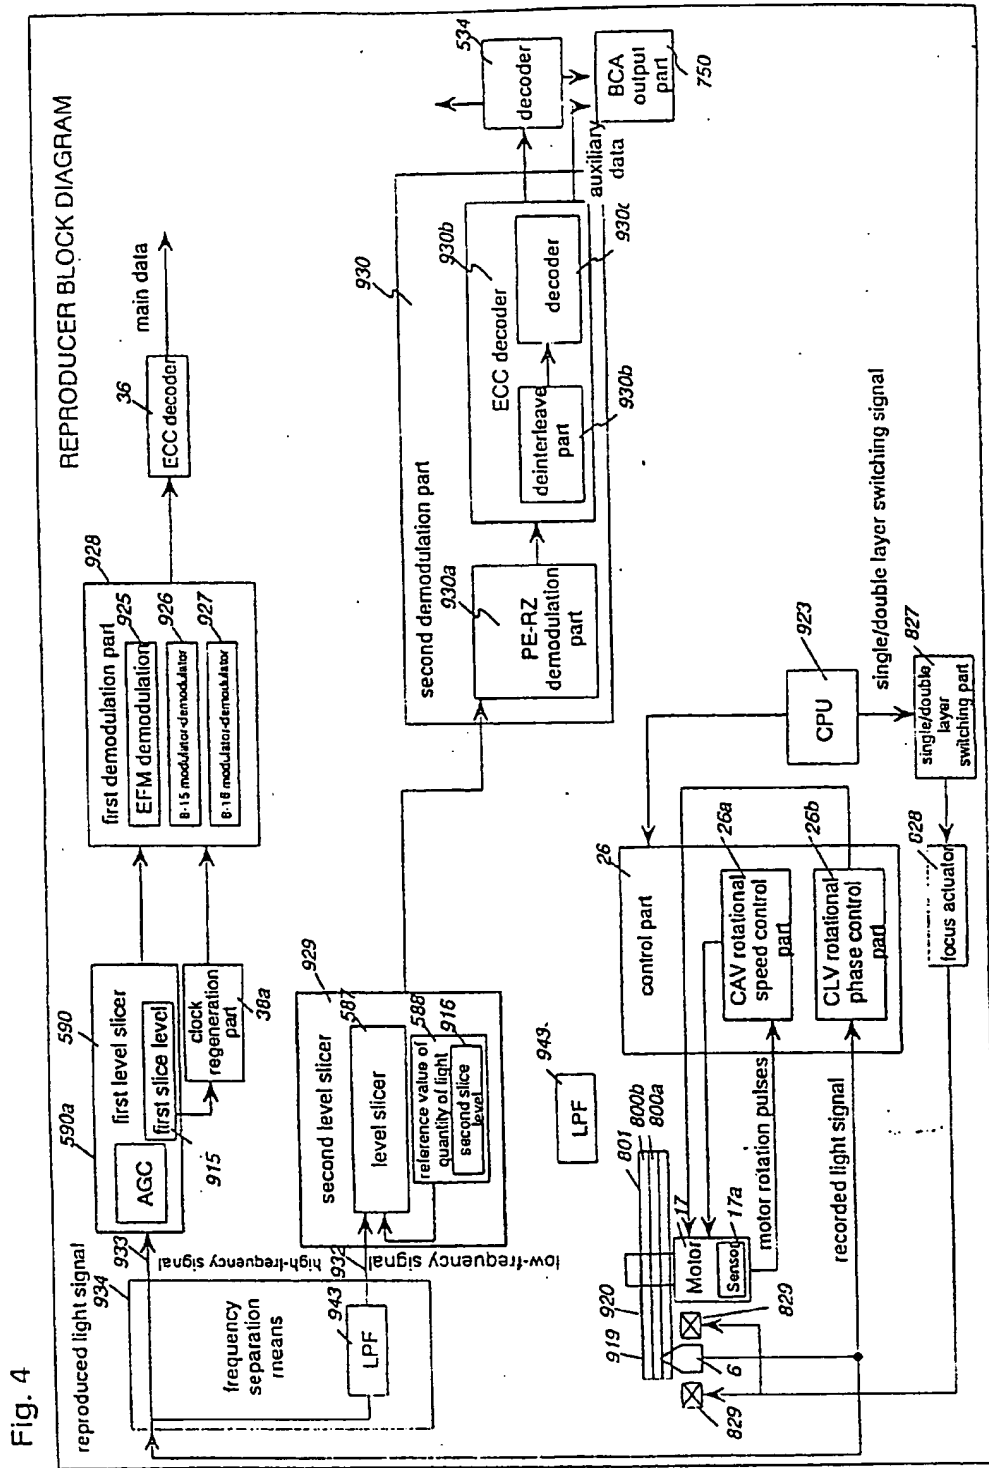 Fig. 4
REPRODUCER BLOCK DIAGRAM
reproduced light signal
934
frequency
separation
means
943
LPF
933
high-frequency signal
932
low-frequency signal
590a
590
first level slicer
AGC
first slice level
915
clock
regeneration
part
38a
928
first demodulation part
925
EFM demodulation
926
8-15 modulator-demodulator
927
8-16 modulator-demodulator
36
ECC decoder
main data
929
second level slicer
587
level slicer
588
reference value of
quantity of light
916
second slice
level
930
second demodulation part
930a
PE-RZ
demodulation
part
930b
ECC decoder
deinterleave
part
930b
decoder
930c
auxiliary
data
534
decoder
BCA
output
part
750
943
LPF
919
920
801
800b
800a
17
Motor
17a
Sensor
829
829
6
motor rotation pulses
recorded light signal
26
control part
26a
CAV rotational
speed control
part
26b
CLV rotational
phase control
part
923
CPU
single/double layer switching signal
827
single/double
layer
switching part
focus actuator